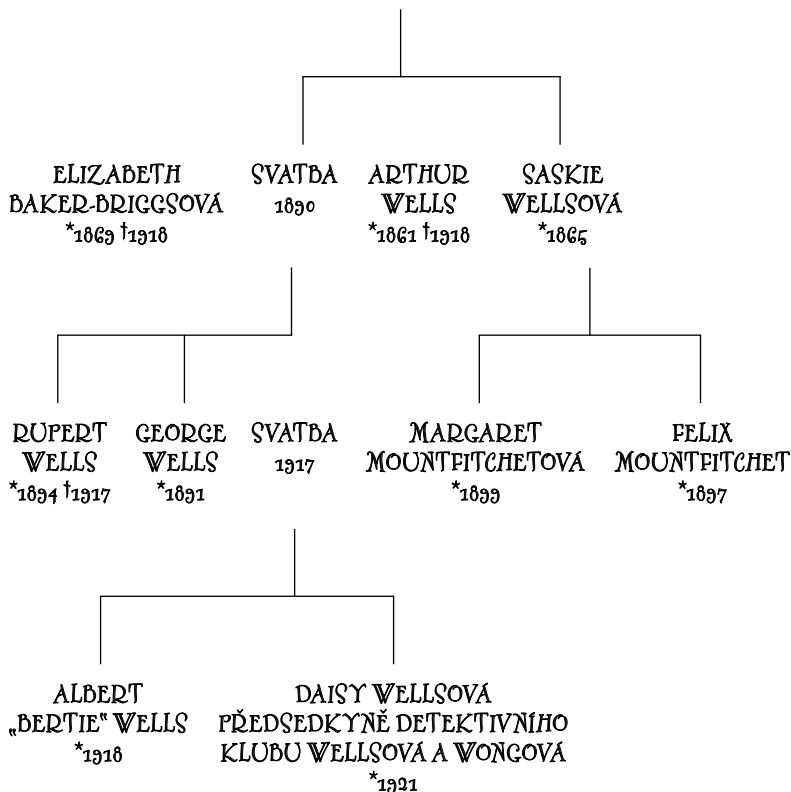 ELIZABETH
BAKER-BRIGGSOVÁ
*1869 †1918
SVATBA
1890
ARTHUR
WELLS
*1861 †1918
SASKIE
WELLSOVÁ
*1865
RUPERT
WELLS
*1894 †1917
GEORGE
WELLS
*1891
SVATBA
1917
MARGARET
MOUNTFITCHETOVÁ
*1899
FELIX
MOUNTFITCHET
*1897
ALBERT
„BERTIE“ WELLS
*1918
DAISY WELLSOVÁ
PŘEDSEDKYNĚ DETEKTIVNÍHO
KLUBU WELLSOVÁ A WONGOVÁ
*1921